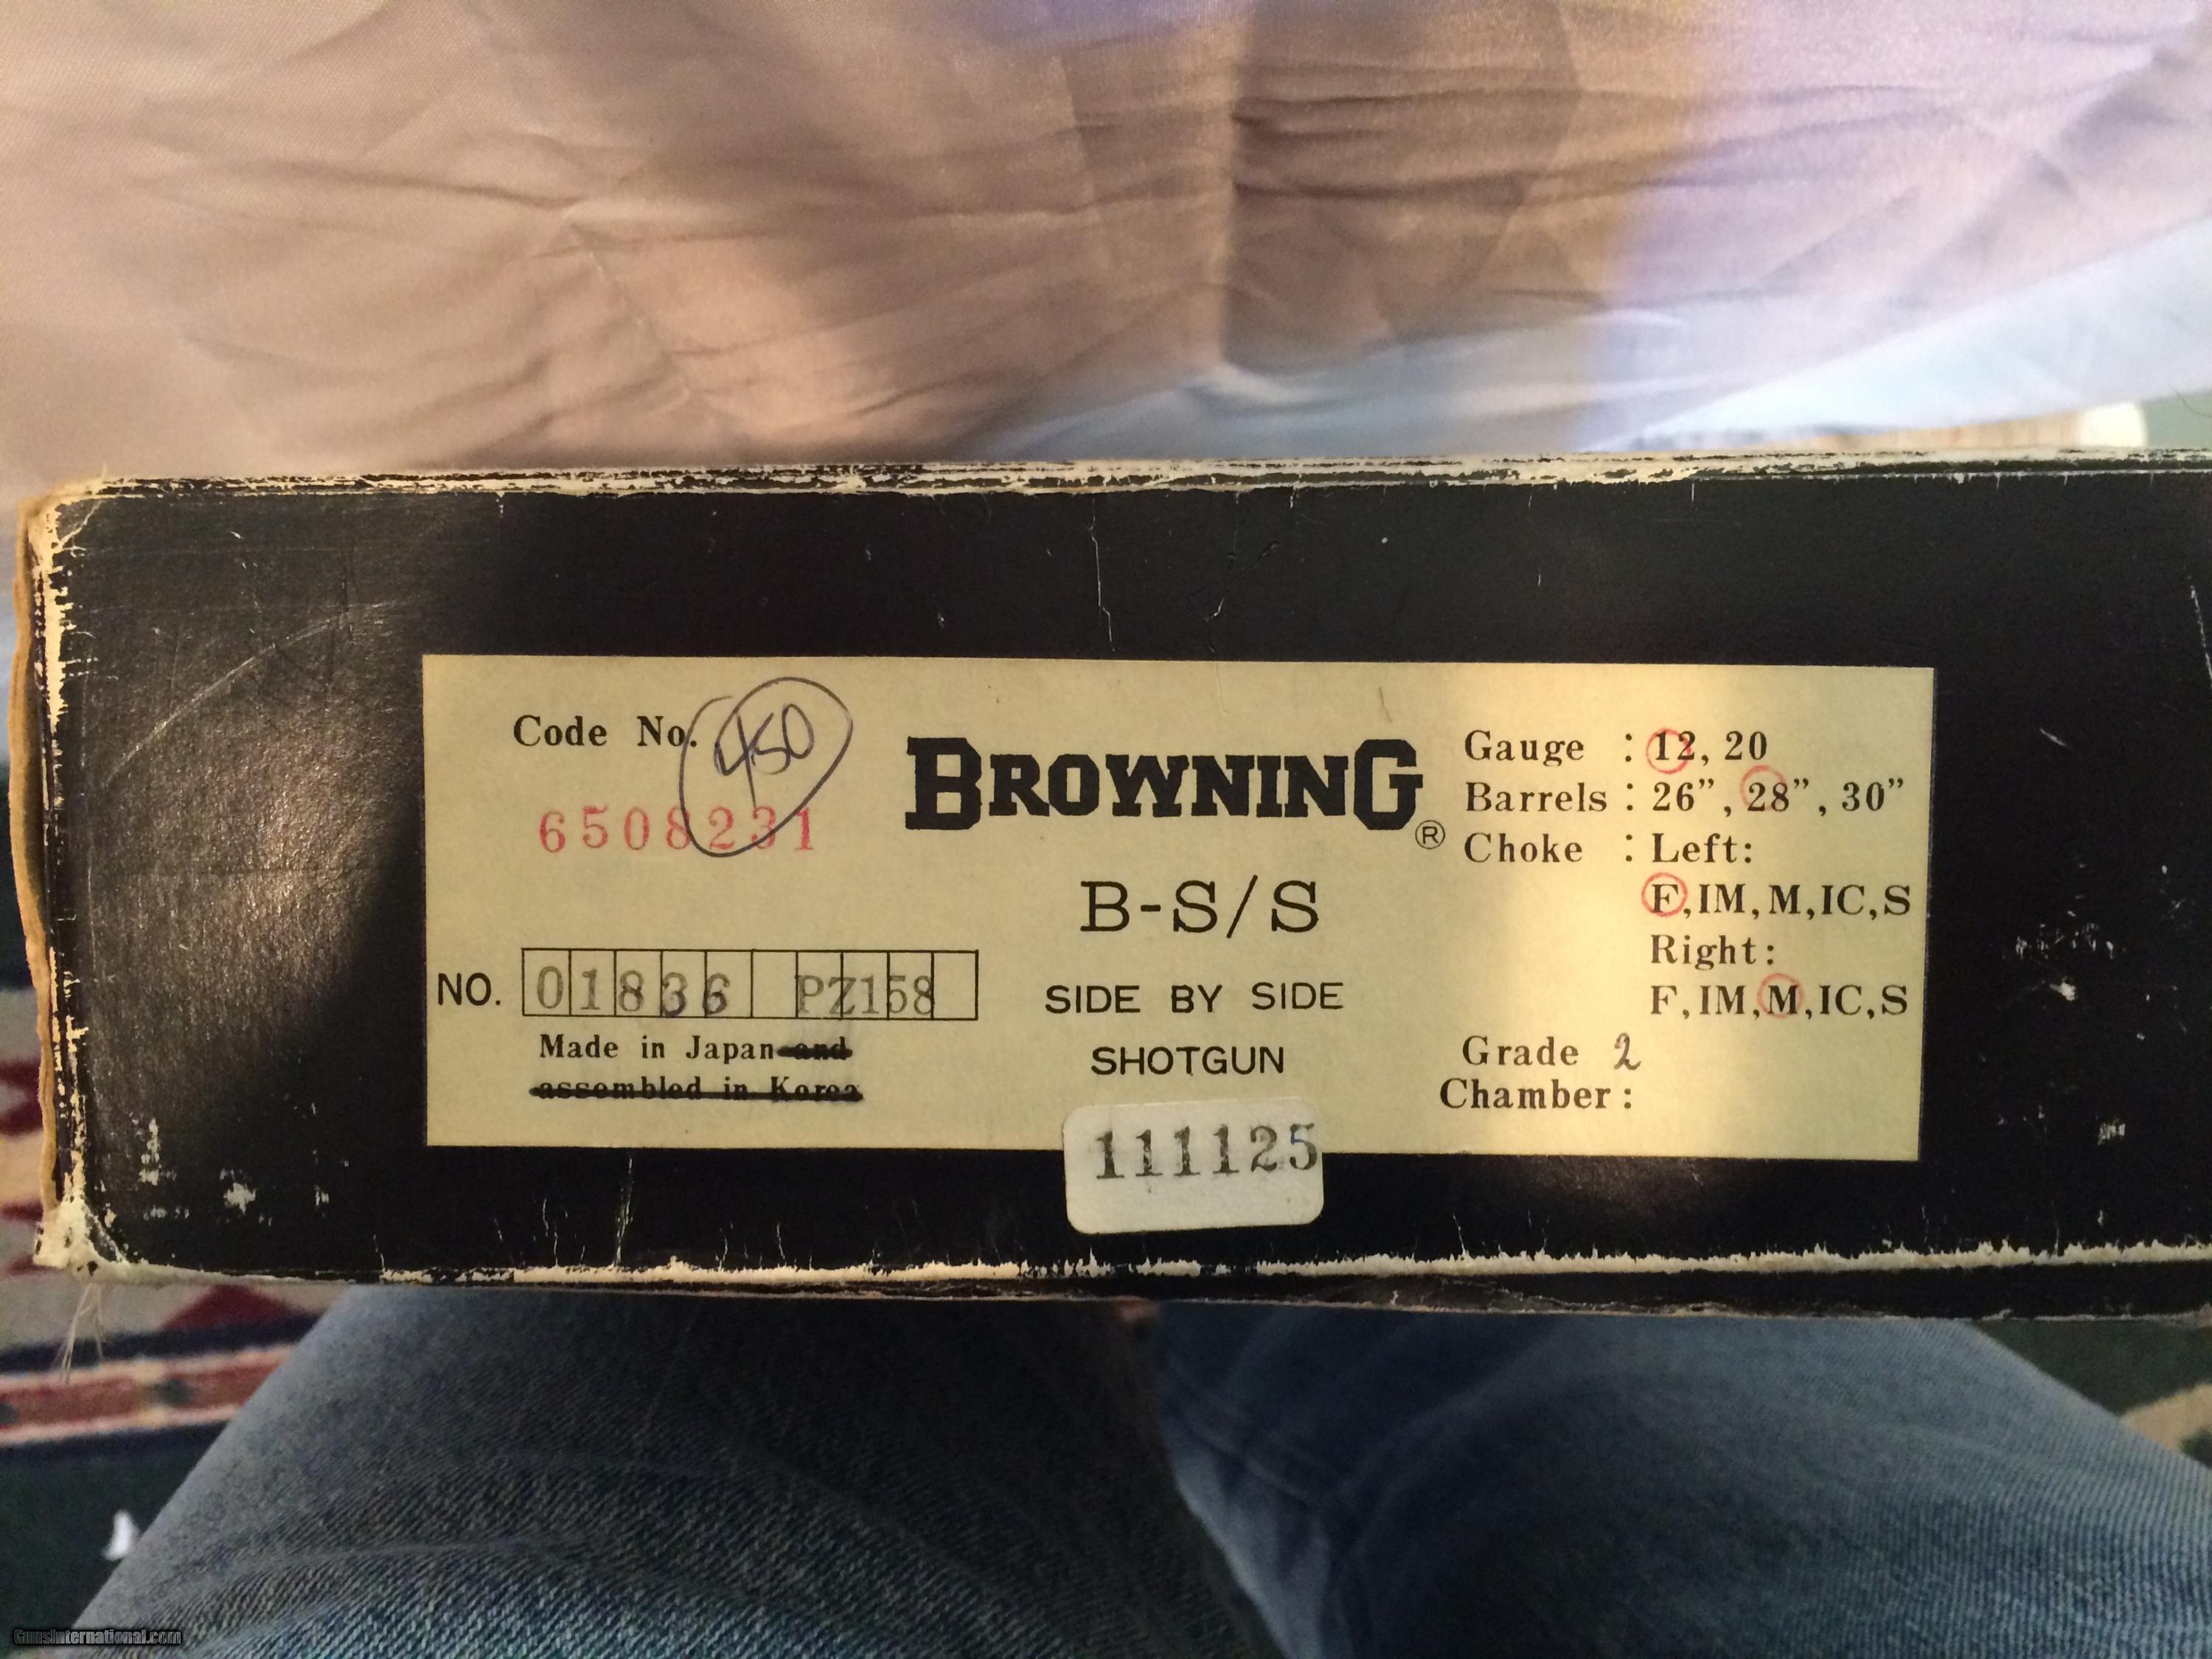 Code No.
450
6508231
NO. 01836 PZ158
Made in Japan and
assembled in Korea
BROWNING®
B-S/S
SIDE BY SIDE
SHOTGUN
111125
Gauge : 12, 20
Barrels : 26”, 28”, 30”
Choke : Left:
F, IM, M, IC, S
Right:
F, IM, M, IC, S
Grade 2
Chamber :
GunsInternational.com